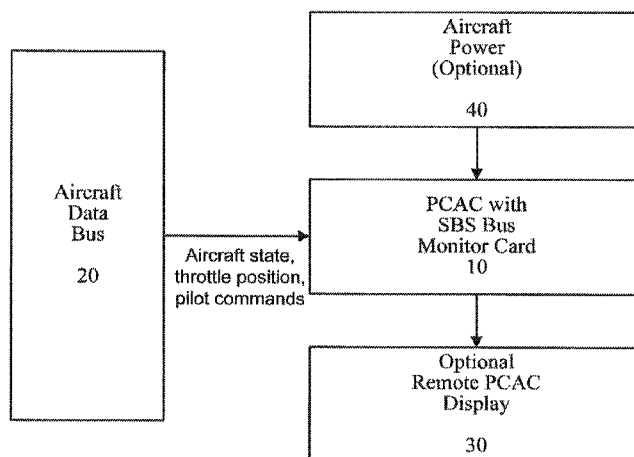 Aircraft
Power
(Optional)
40
Aircraft
Data
Bus
20
Aircraft state,
throttle position,
pilot commands
PCAC with
SBS Bus
Monitor Card
10
Optional
Remote PCAC
Display
30